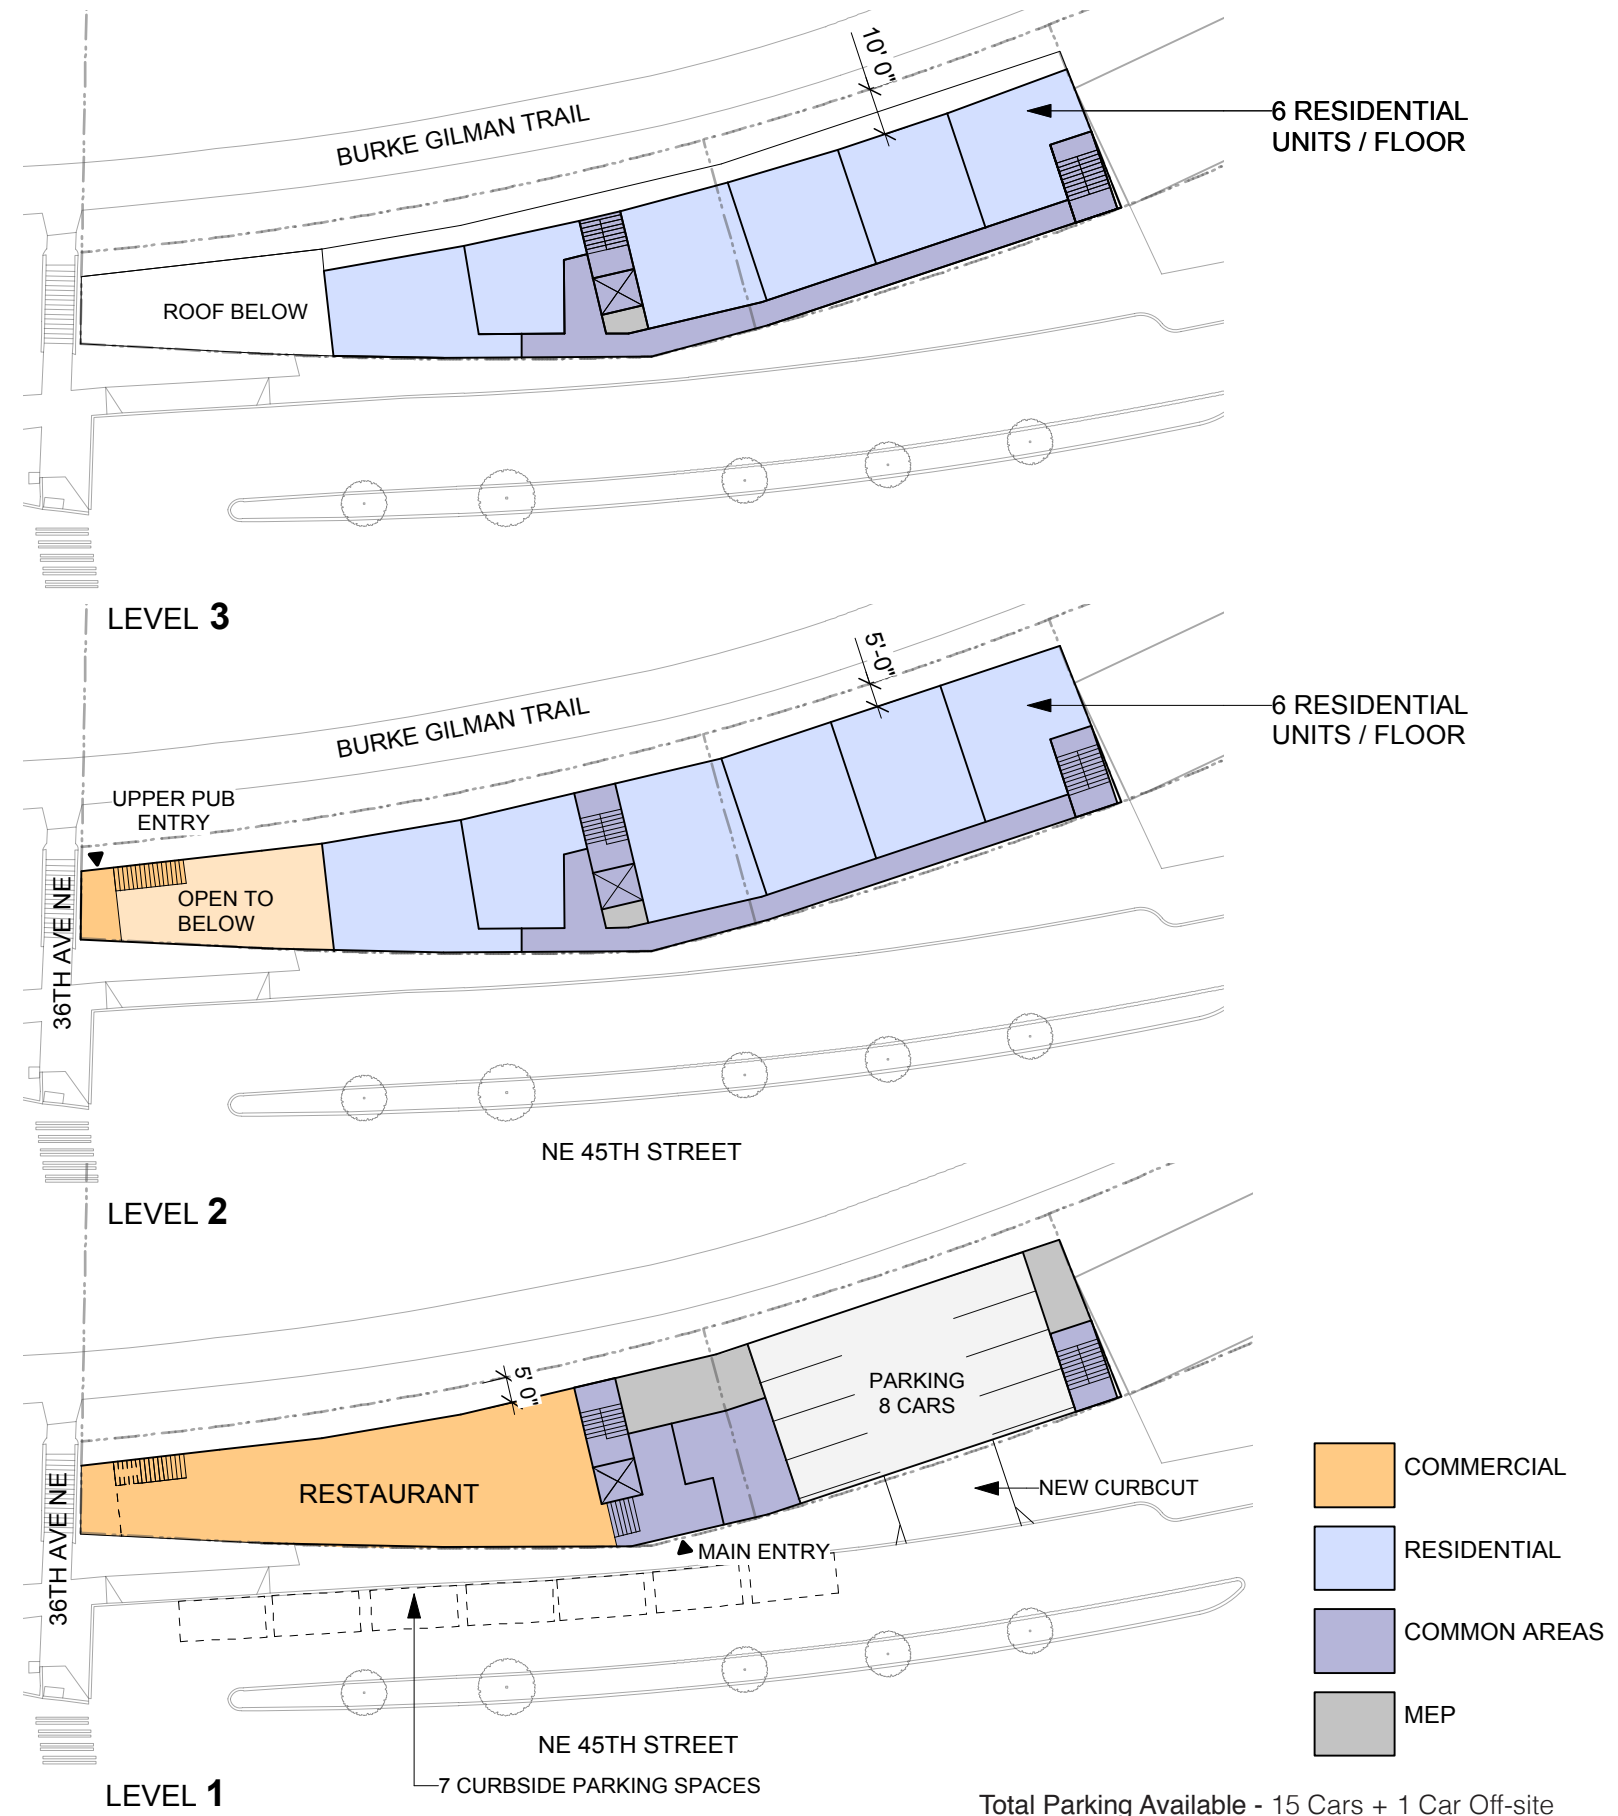 10' 0"
BURKE GILMAN TRAIL
6 RESIDENTIAL
UNITS / FLOOR
ROOF BELOW
LEVEL 3
5'-0"
BURKE GILMAN TRAIL
6 RESIDENTIAL
UNITS / FLOOR
UPPER PUB
ENTRY
OPEN TO
BELOW
36TH AVE NE
NE 45TH STREET
LEVEL 2
5' 0"
PARKING
8 CARS
RESTAURANT
NEW CURBCUT
MAIN ENTRY
36TH AVE NE
NE 45TH STREET
7 CURBSIDE PARKING SPACES
LEVEL 1
COMMERCIAL
RESIDENTIAL
COMMON AREAS
MEP
Total Parking Available - 15 Cars + 1 Car Off-site